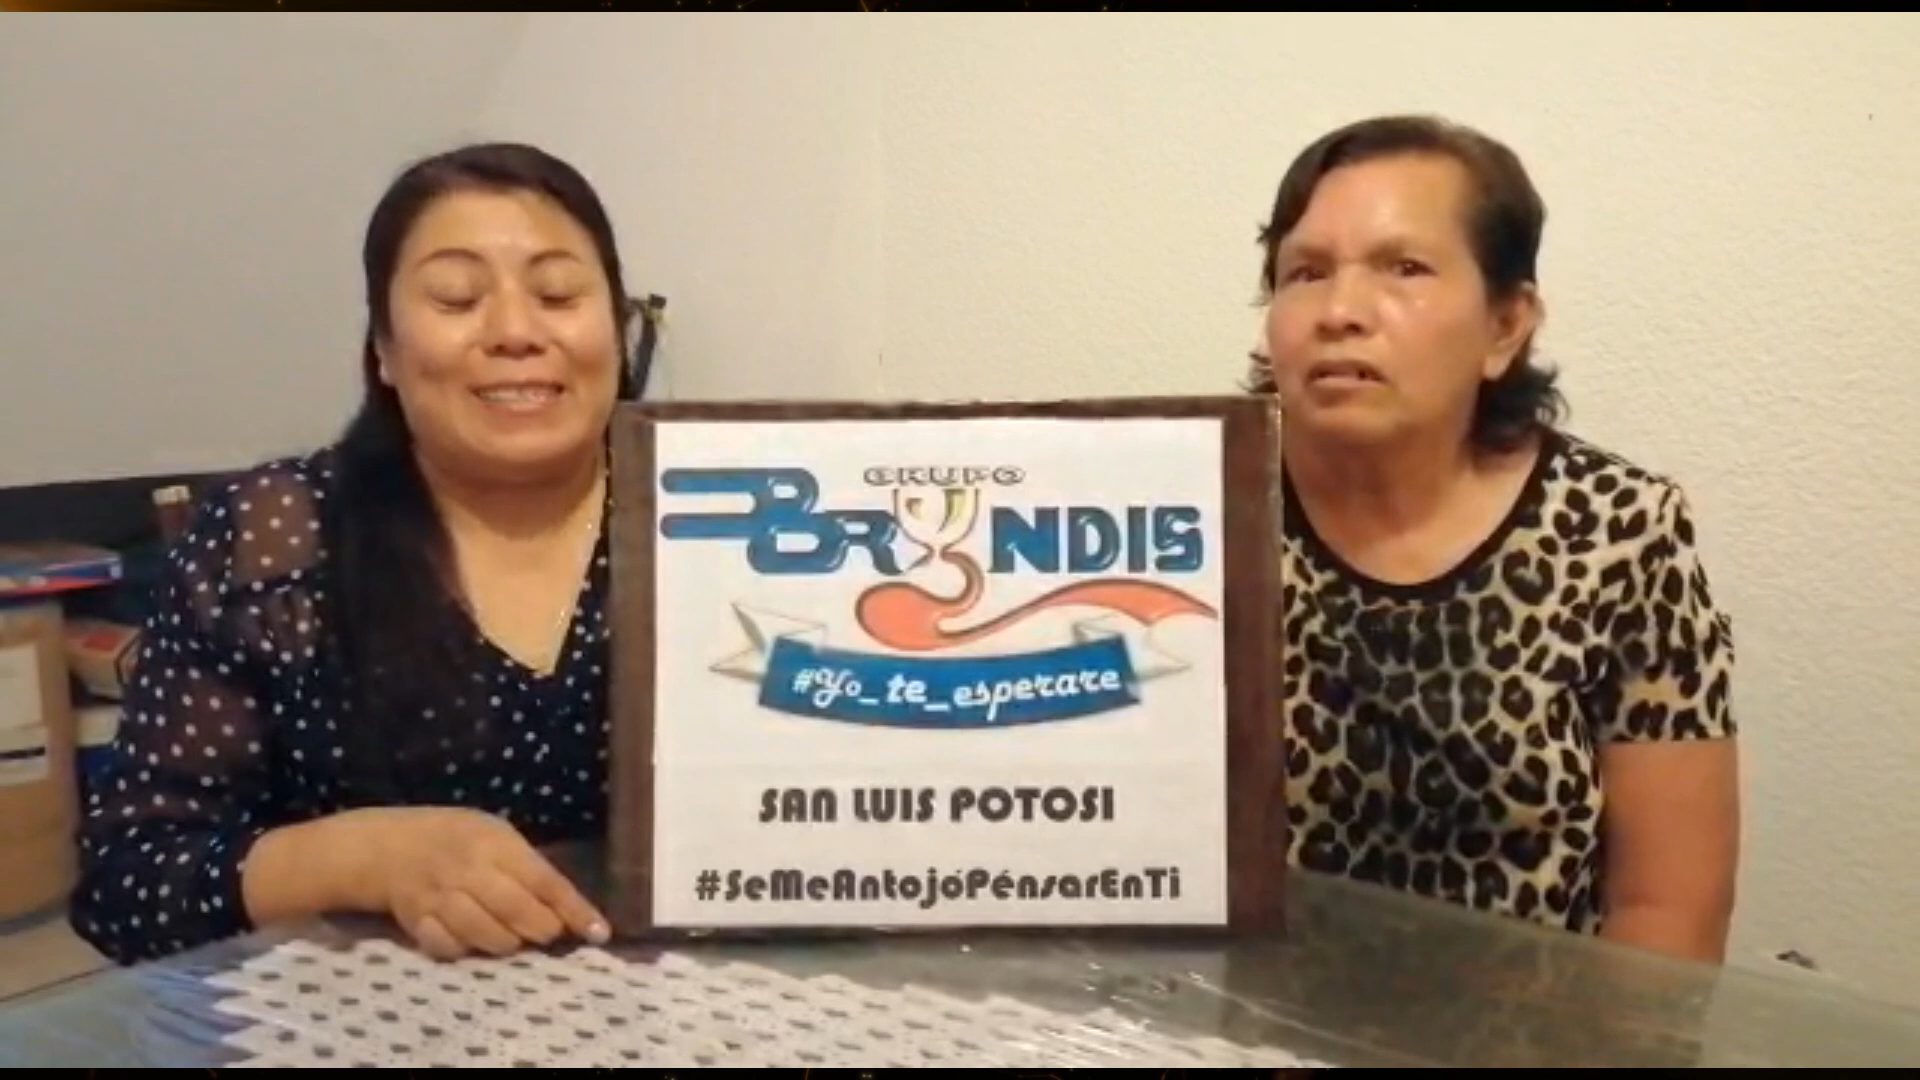 GRUPO
BRYNDIS
#Yo_te_esperare
SAN LUIS POTOSI
#SeMeAntojóPénsarEnTi